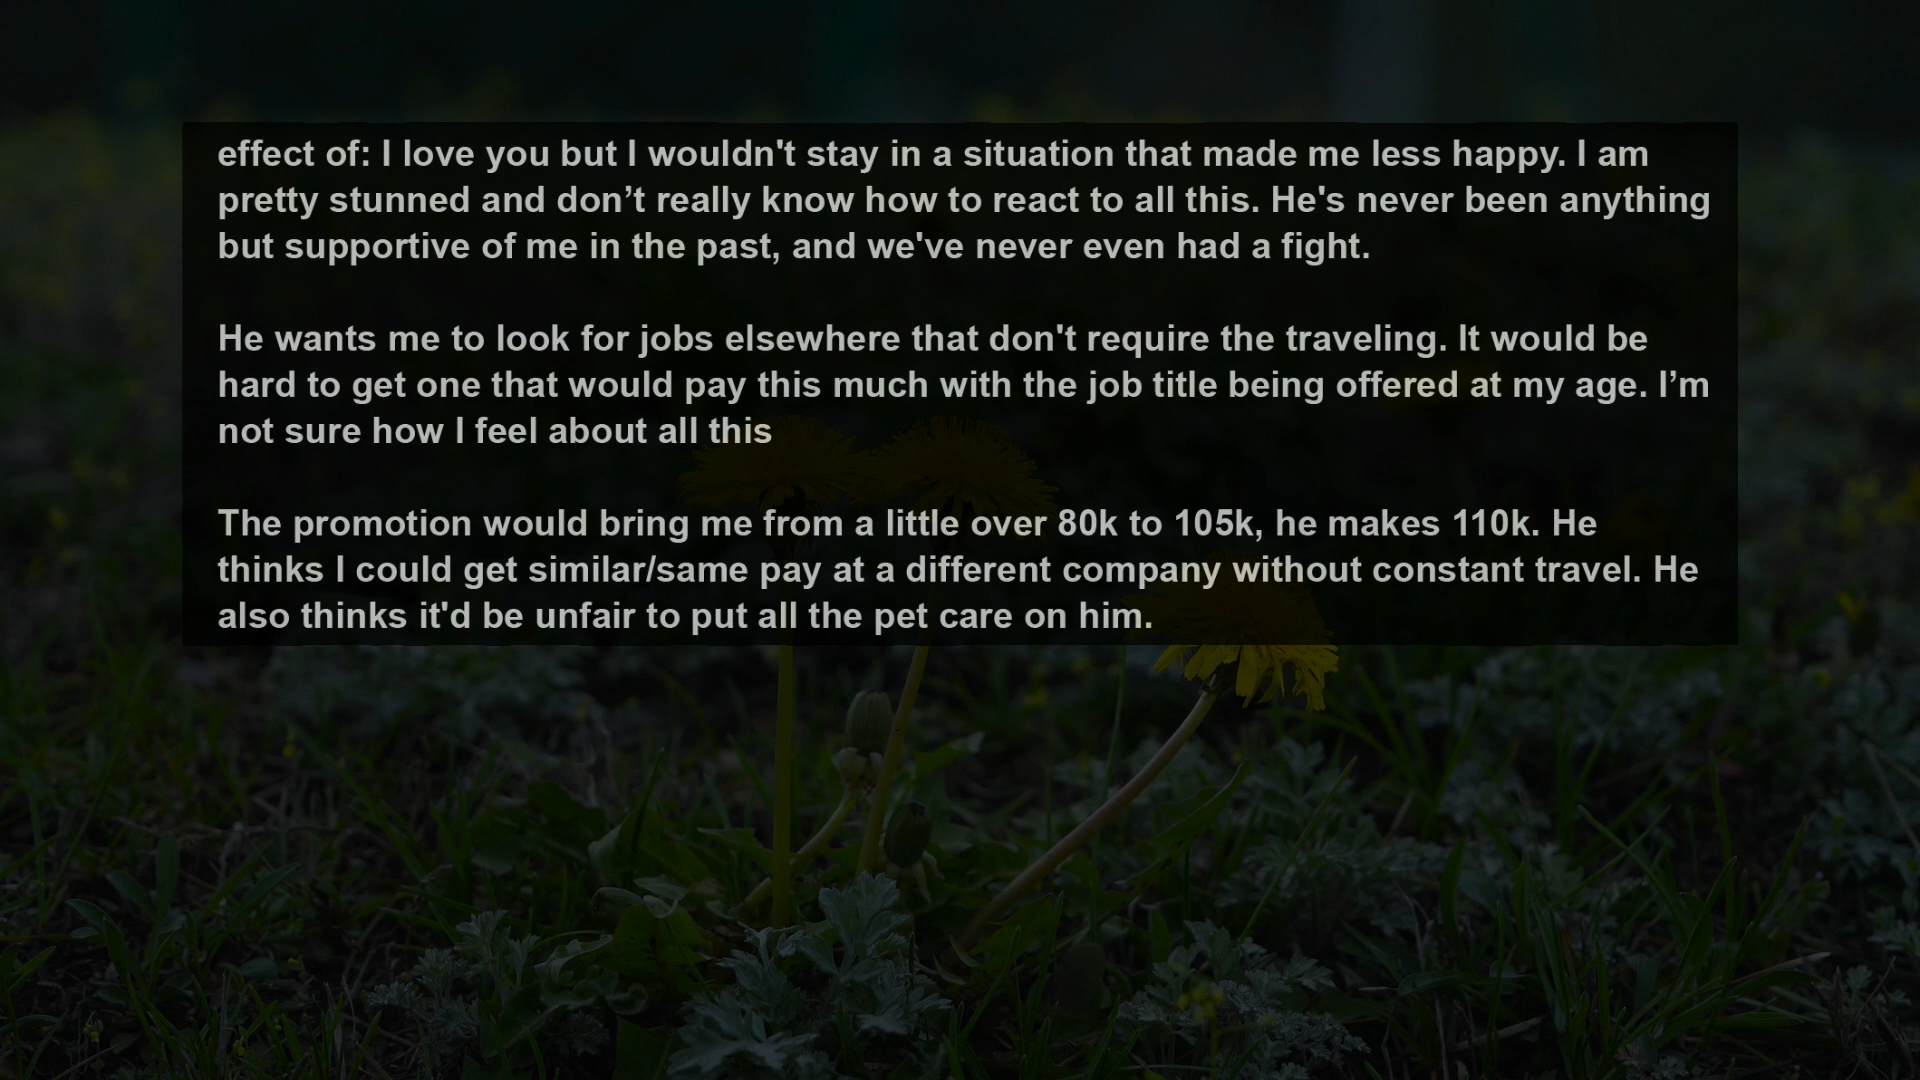 effect of: I love you but I wouldn't stay in a situation that made me less happy. I am
pretty stunned and don’t really know how to react to all this. He's never been anything
but supportive of me in the past, and we've never even had a fight.
He wants me to look for jobs elsewhere that don't require the traveling. It would be
hard to get one that would pay this much with the job title being offered at my age. I’m
not sure how I feel about all this
The promotion would bring me from a little over 80k to 105k, he makes 110k. He
thinks I could get similar/same pay at a different company without constant travel. He
also thinks it'd be unfair to put all the pet care on him.